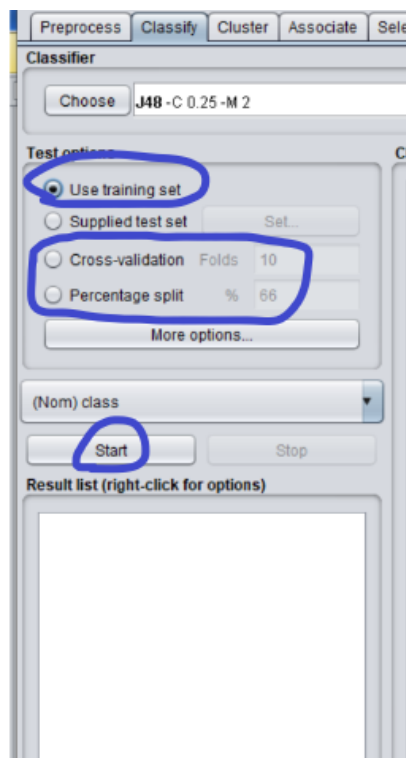 Preprocess Classify Cluster Associate Sele
Classifier
Choose J48 -C 0.25 -M 2
Test options
Use training set
Supplied test set Set...
Cross-validation Folds 10
Percentage split % 66
More options...
(Nom) class
Start Stop
Result list (right-click for options)